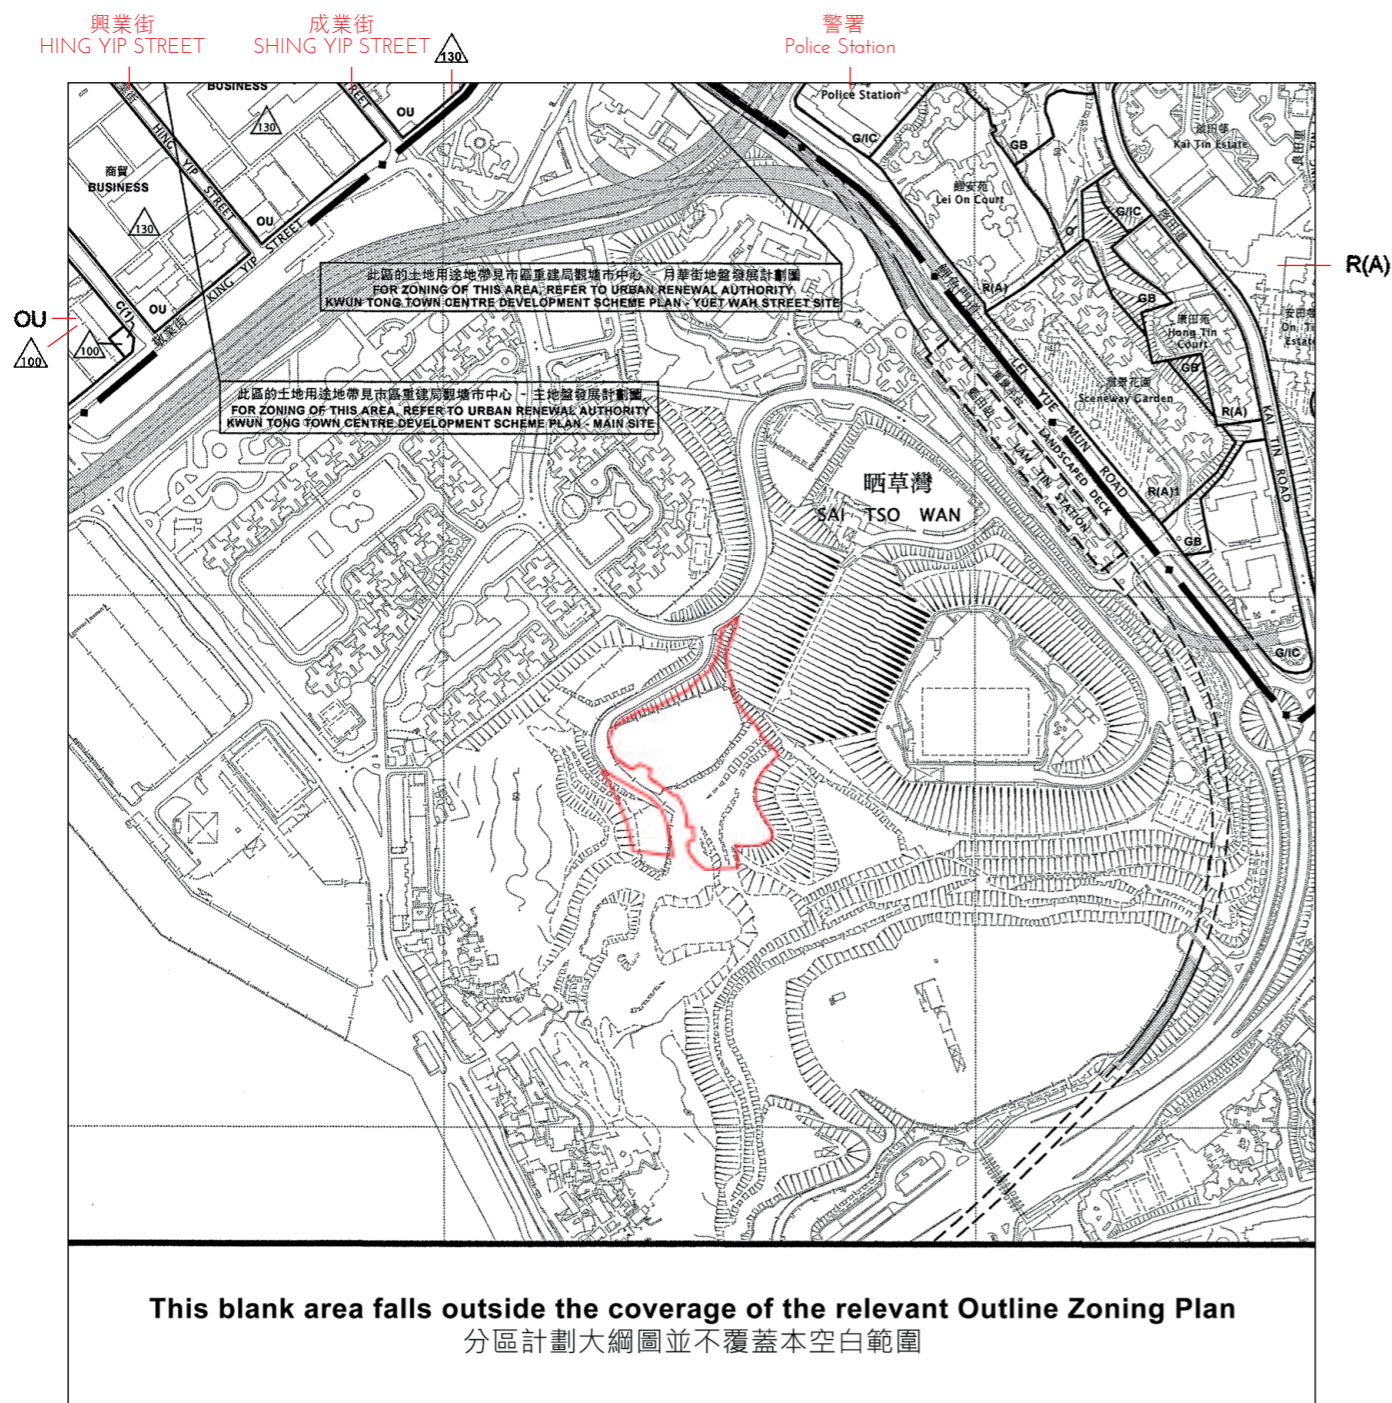 興業街
HING YIP STREET
成業街
SHING YIP STREET
130
警署
Police Station
BUSINESS
130
OU
Police Station
G/IC
GB
啟田邨
Kai Tin Estate
HING YIP STREET
商貿
BUSINESS
130
OU
鯉安苑
Lei On Court
G/IC
啟田道
KING YIP STREET
敬業街
R(A)
R(A)
此區的土地用途地帶見市區重建局觀塘市中心 - 月華街地盤發展計劃圖
FOR ZONING OF THIS AREA, REFER TO URBAN RENEWAL AUTHORITY
KWUN TONG TOWN CENTRE DEVELOPMENT SCHEME PLAN - YUET WAH STREET SITE
GB
康田苑
Hong Tin
Court
GB
OU
100
C(1)
OU
100
此區的土地用途地帶見市區重建局觀塘市中心 - 主地盤發展計劃圖
FOR ZONING OF THIS AREA, REFER TO URBAN RENEWAL AUTHORITY
KWUN TONG TOWN CENTRE DEVELOPMENT SCHEME PLAN - MAIN SITE
匯景花園
Sceneway Garden
R(A)
KAI TIN ROAD
LEI YUE MUN ROAD
LANDSCAPED DECK
LAM TIN STATION
R(A)1
GB
晒草灣
SAI TSO WAN
G/IC
50
This blank area falls outside the coverage of the relevant Outline Zoning Plan
分區計劃大綱圖並不覆蓋本空白範圍